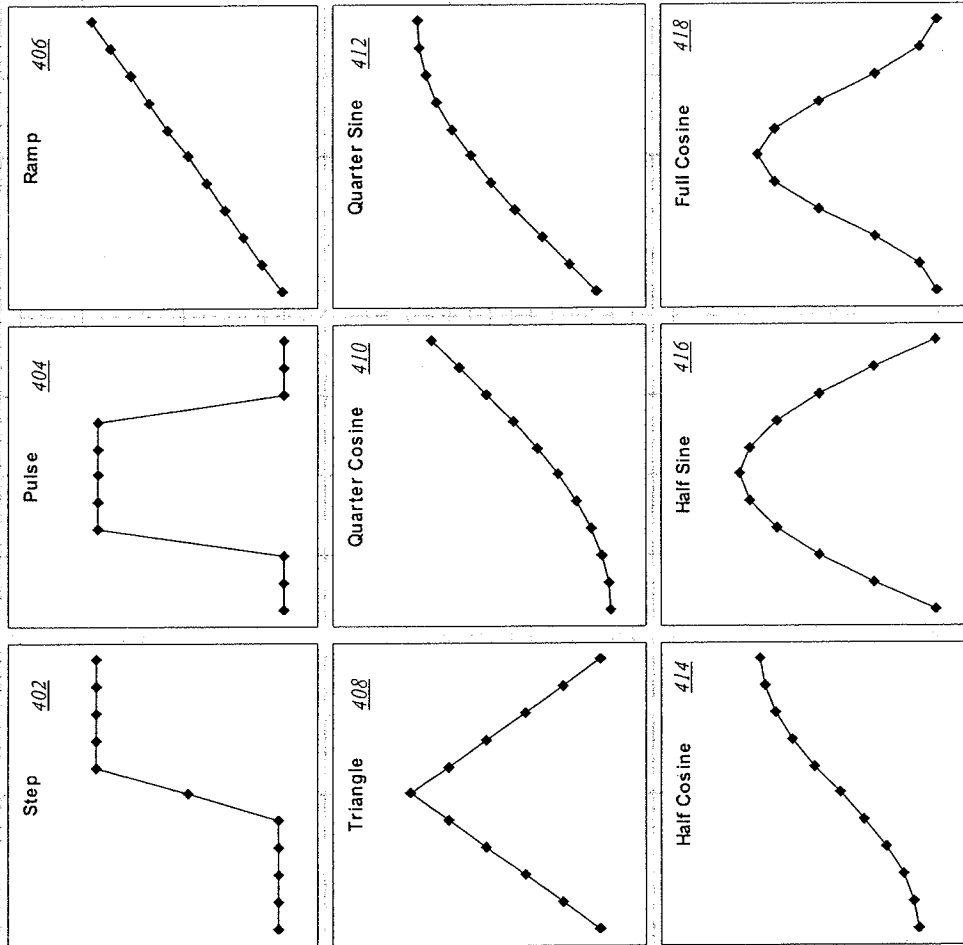 Step
402
Pulse
404
Ramp
406
Triangle
408
Quarter Cosine
410
Quarter Sine
412
Half Cosine
414
Half Sine
416
Full Cosine
418